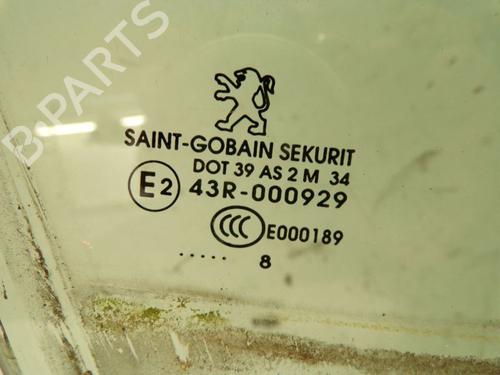 B-PARTS
SAINT-GOBAIN SEKURIT
DOT 39 AS 2 M 34
E2 43R-000929
CCC E000189
..... 8